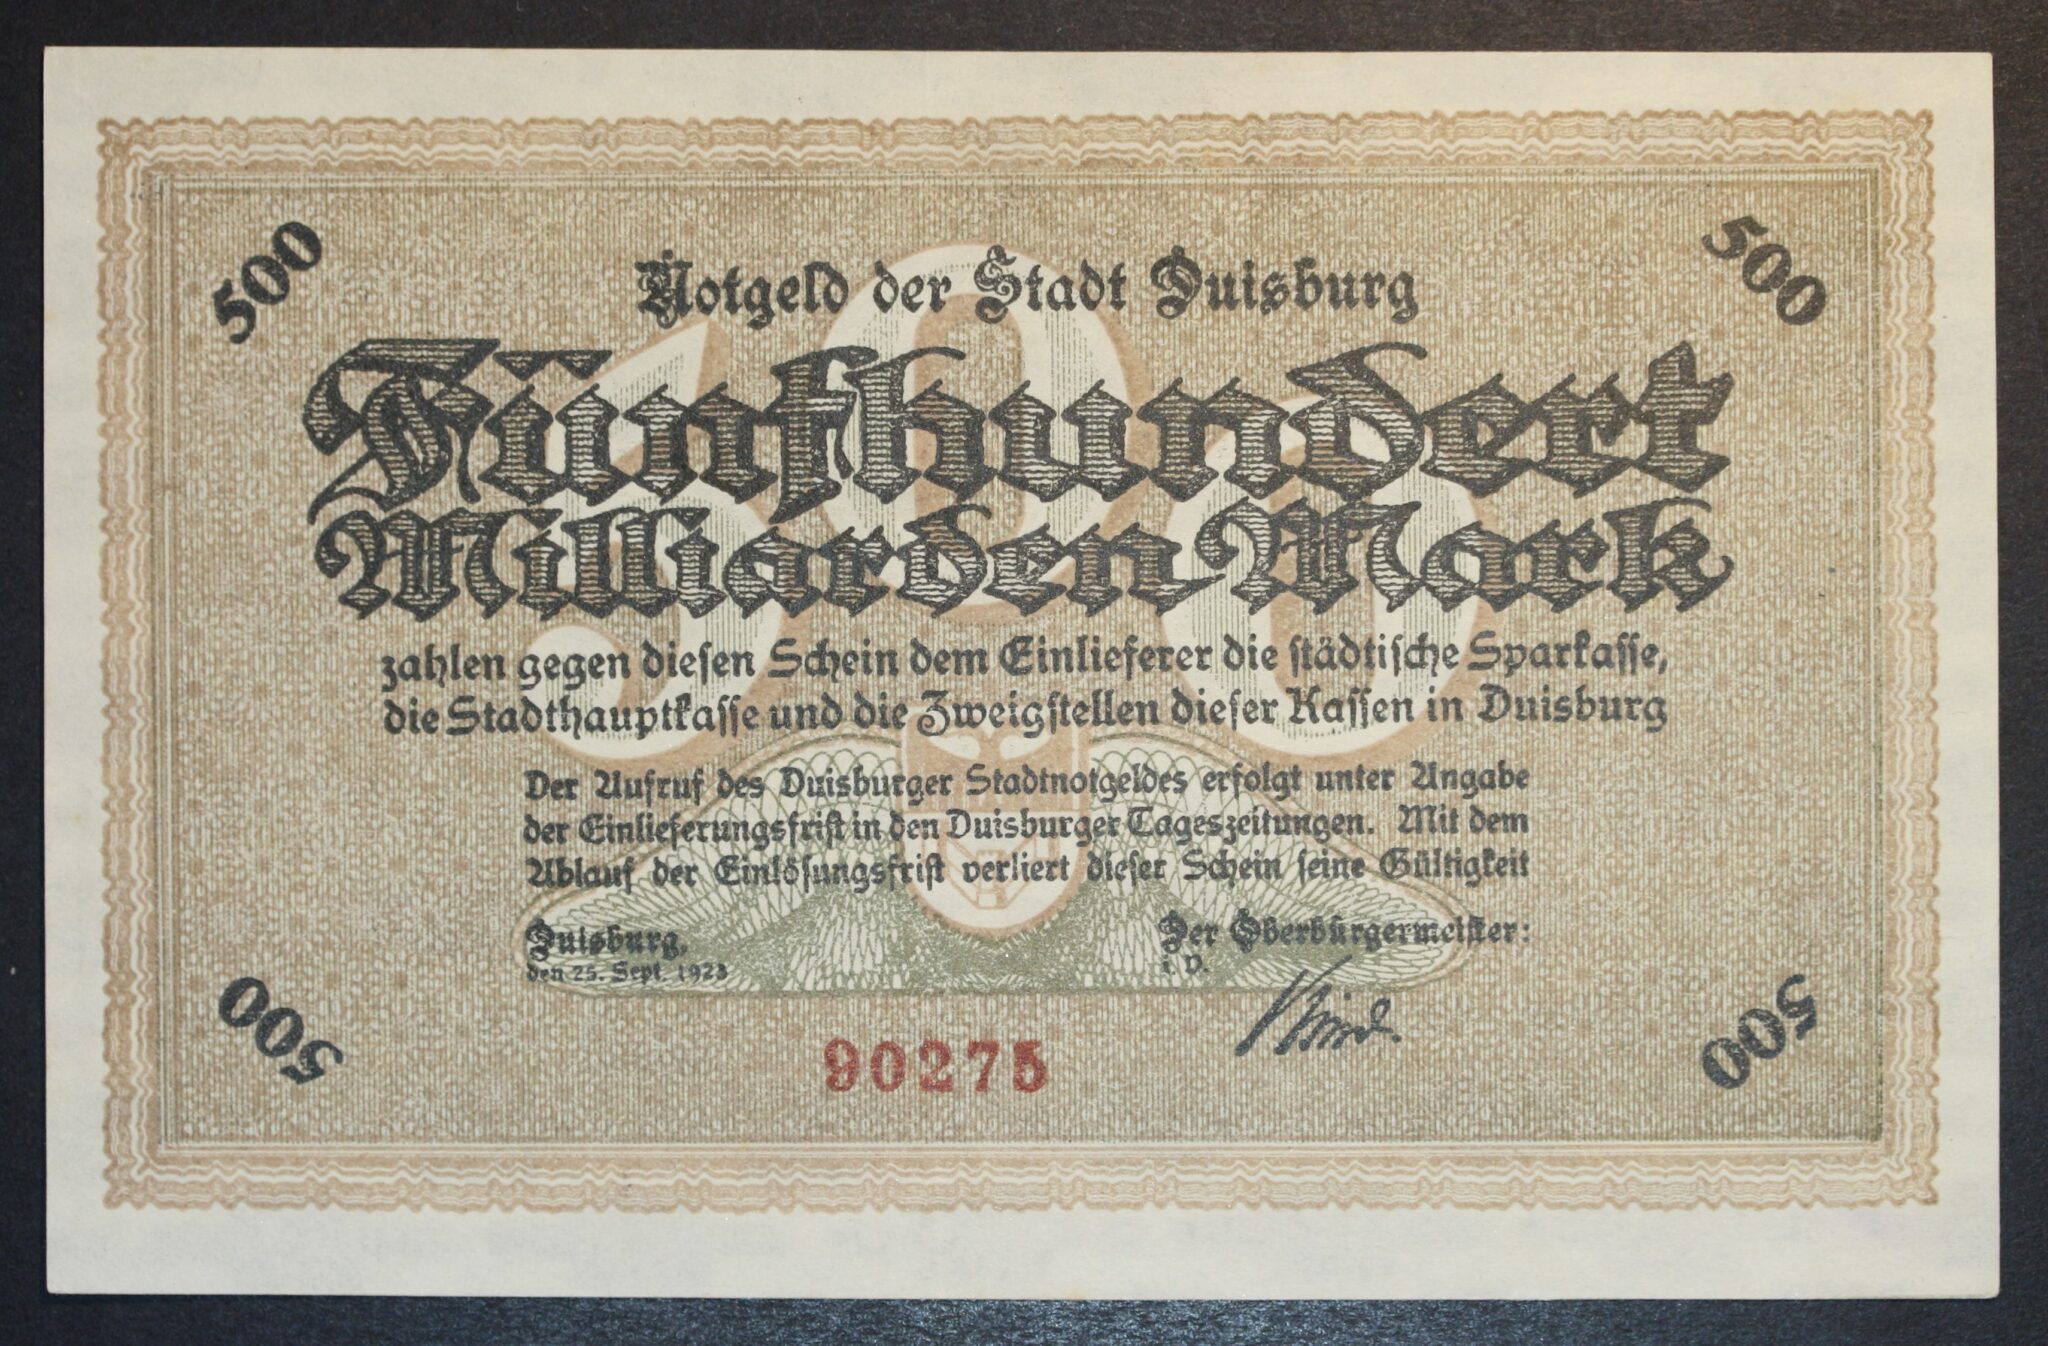 500
500
Notgeld der Stadt Duisburg
Fünfhundert
Milliarden Mark
zahlen gegen diesen Schein dem Einlieferer die städtische Sparkasse,
die Stadthauptkasse und die Zweigstellen dieser Kassen in Duisburg
Der Aufruf des Duisburger Stadtnotgeldes erfolgt unter Angabe
der Einlieferungsfrist in den Duisburger Tageszeitungen. Mit dem
Ablauf der Einlösungsfrist verliert dieser Schein seine Gültigkeit
Duisburg,
den 25. Sept. 1923
Der Oberbürgermeister:
i. V.
500
90275
500